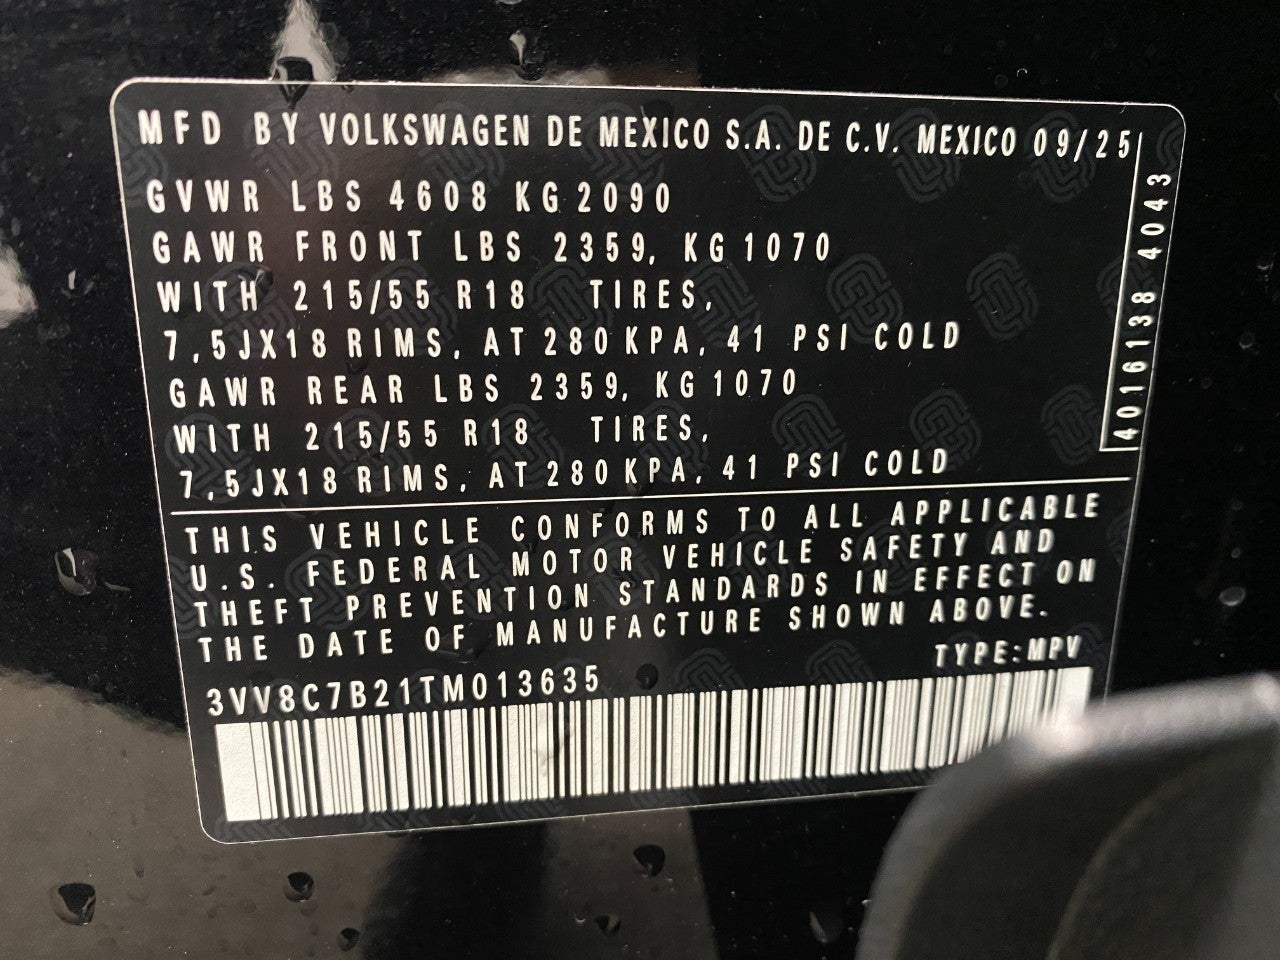 MFD BY VOLKSWAGEN DE MEXICO S.A. DE C.V. MEXICO 09/25
GVWR LBS 4608 KG 2090
GAWR FRONT LBS 2359, KG 1070
WITH 215/55 R18 TIRES,
7,5JX18 RIMS, AT 280 KPA, 41 PSI COLD
GAWR REAR LBS 2359, KG 1070
WITH 215/55 R18 TIRES,
7,5JX18 RIMS, AT 280 KPA, 41 PSI COLD
4016138 4043
THIS VEHICLE CONFORMS TO ALL APPLICABLE
U.S. FEDERAL MOTOR VEHICLE SAFETY AND
THEFT PREVENTION STANDARDS IN EFFECT ON
THE DATE OF MANUFACTURE SHOWN ABOVE.
TYPE:MPV
3VV8C7B21TM013635